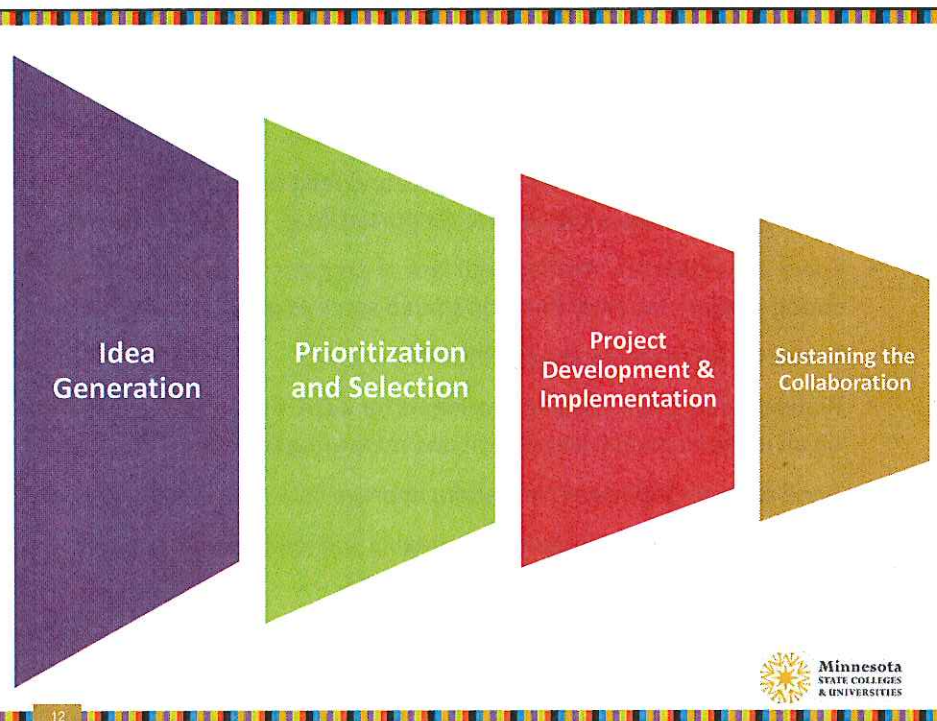 Idea
Generation
Prioritization
and Selection
Project
Development &
Implementation
Sustaining the
Collaboration
Minnesota
STATE COLLEGES
& UNIVERSITIES
12